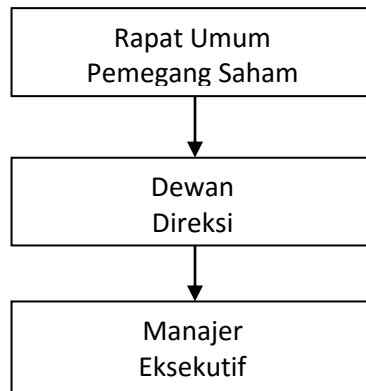 Rapat Umum
Pemegang Saham
Dewan
Direksi
Manajer
Eksekutif